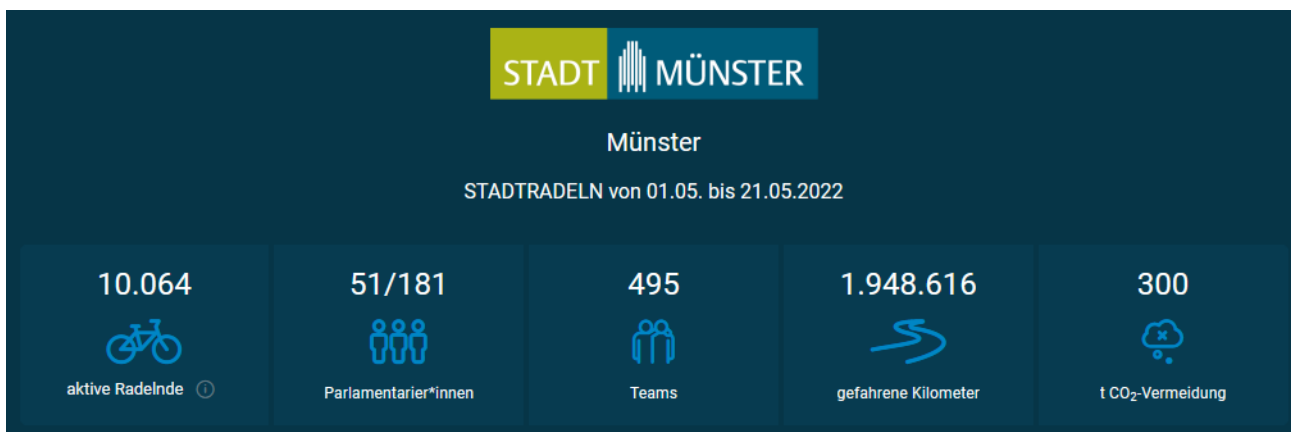 STADT MÜNSTER
Münster
STADTRADELN von 01.05. bis 21.05.2022
10.064
51/181
495
1.948.616
300
aktive Radelnde
Parlamentarier*innen
Teams
gefahrene Kilometer
t CO₂-Vermeidung